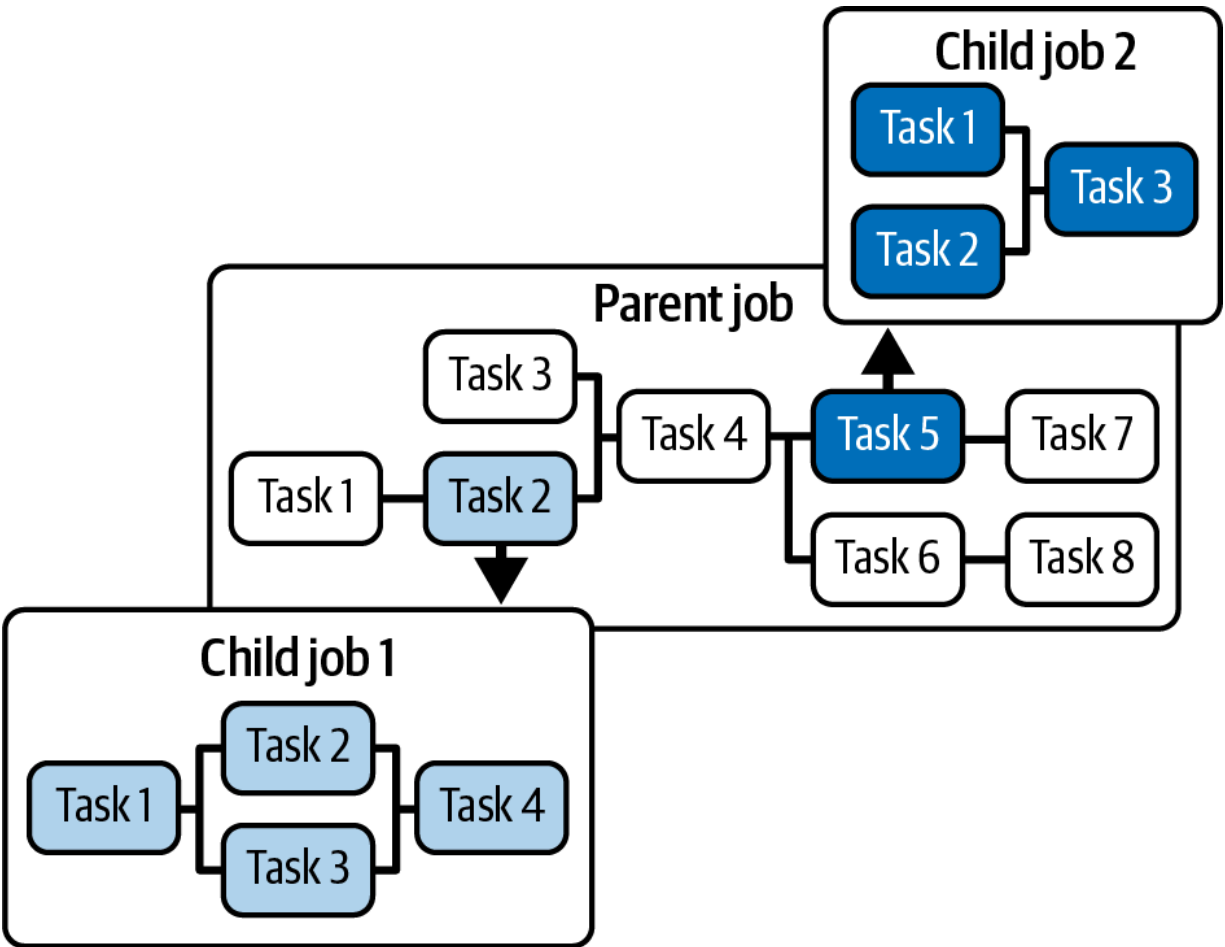 Child job 2
Task 1
Task 2
Task 3
Parent job
Task 3
Task 1
Task 2
Task 4
Task 5
Task 7
Task 6
Task 8
Child job 1
Task 1
Task 2
Task 3
Task 4